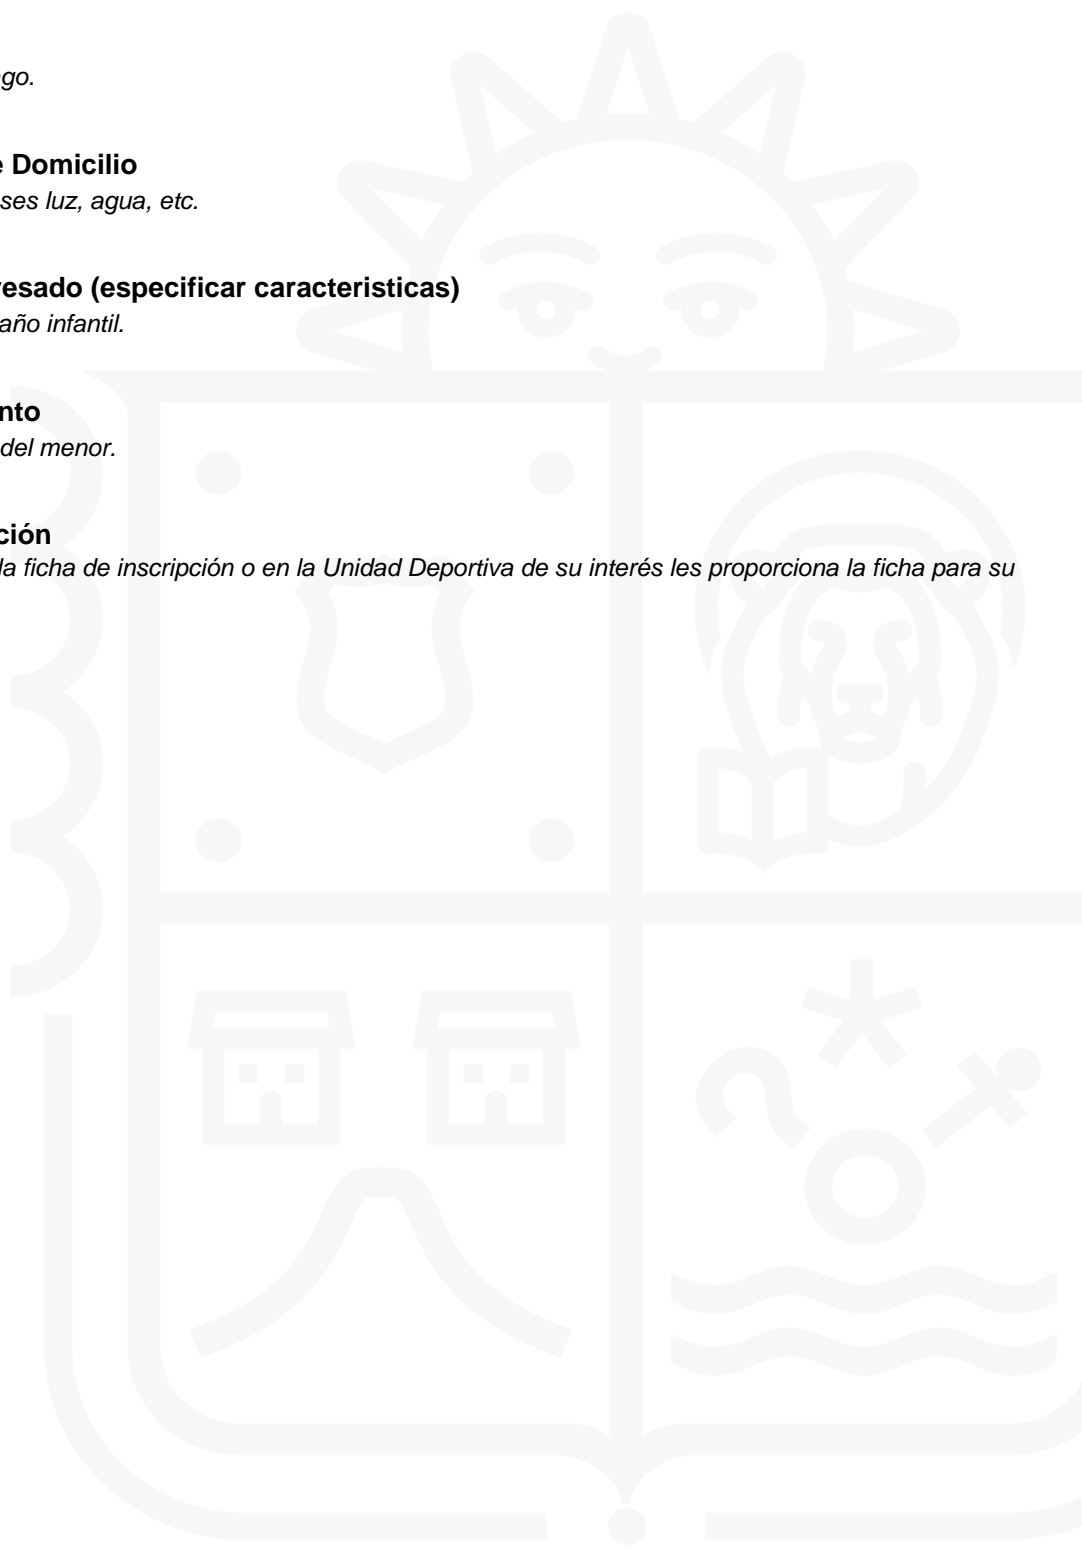 go.
e Domicilio
ses luz, agua, etc.
esado (especificar caracteristicas)
año infantil.
nto
del menor.
ción
la ficha de inscripción o en la Unidad Deportiva de su interés les proporciona la ficha para su